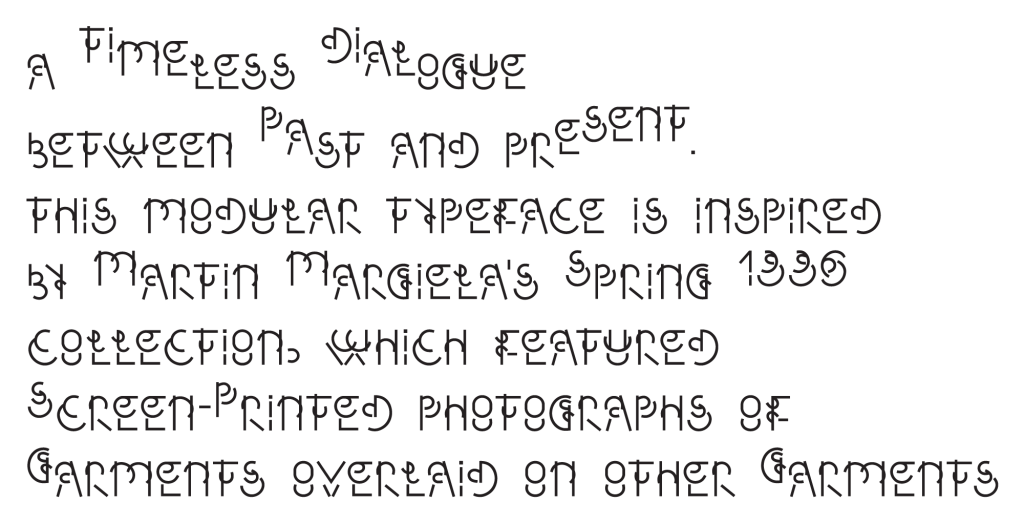 A Timeless Dialogue
between Past and present.
This modular typeface is inspired
by Martin Margiela's Spring 1996
collection, which featured
Screen-Printed photographs of
Garments overlaid on other Garments